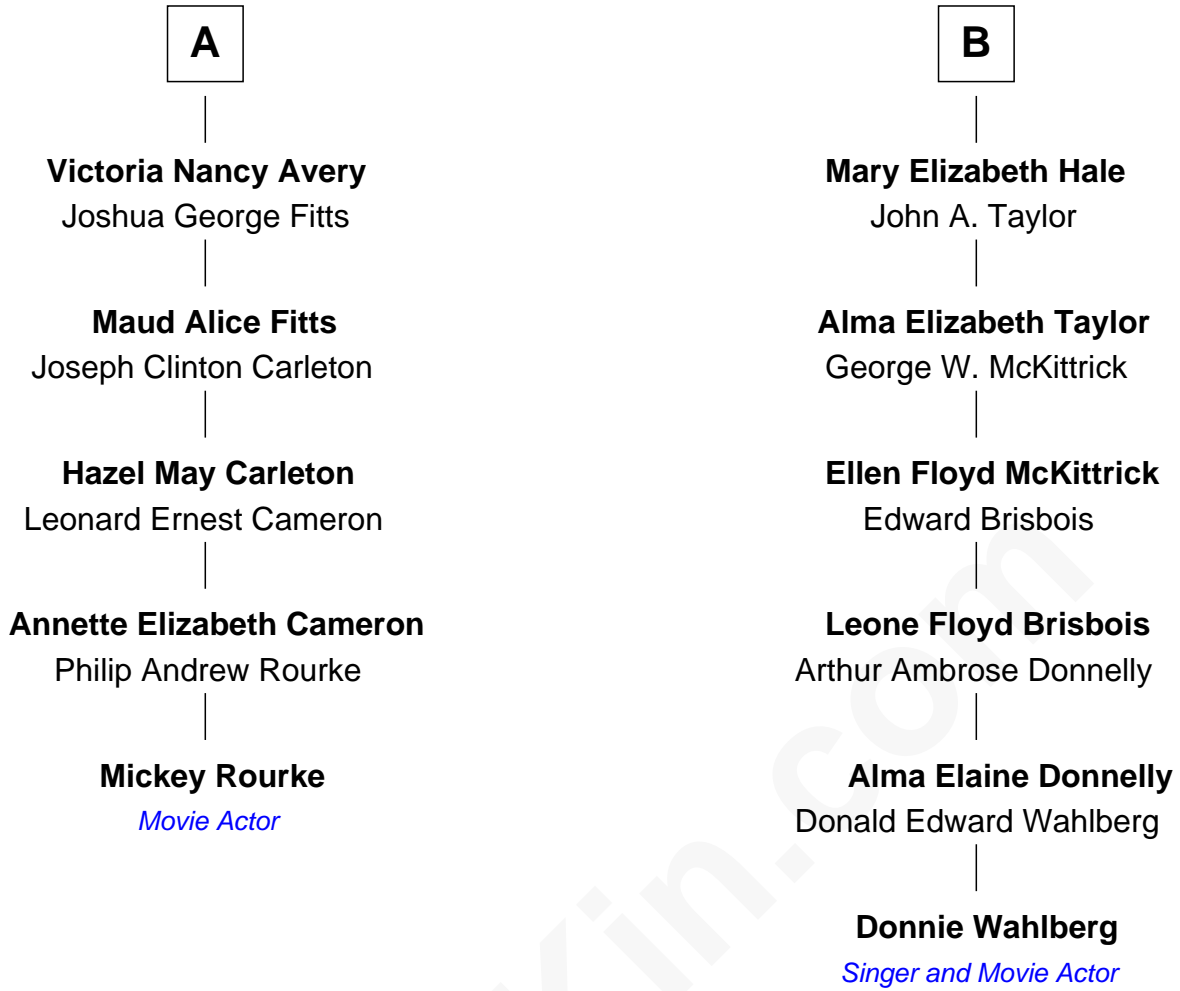 A
Victoria Nancy Avery
Joshua George Fitts
Maud Alice Fitts
Joseph Clinton Carleton
Hazel May Carleton
Leonard Ernest Cameron
Annette Elizabeth Cameron
Philip Andrew Rourke
Mickey Rourke
Movie Actor
B
Mary Elizabeth Hale
John A. Taylor
Alma Elizabeth Taylor
George W. McKittrick
Ellen Floyd McKittrick
Edward Brisbois
Leone Floyd Brisbois
Arthur Ambrose Donnelly
Alma Elaine Donnelly
Donald Edward Wahlberg
Donnie Wahlberg
Singer and Movie Actor
Kin.com